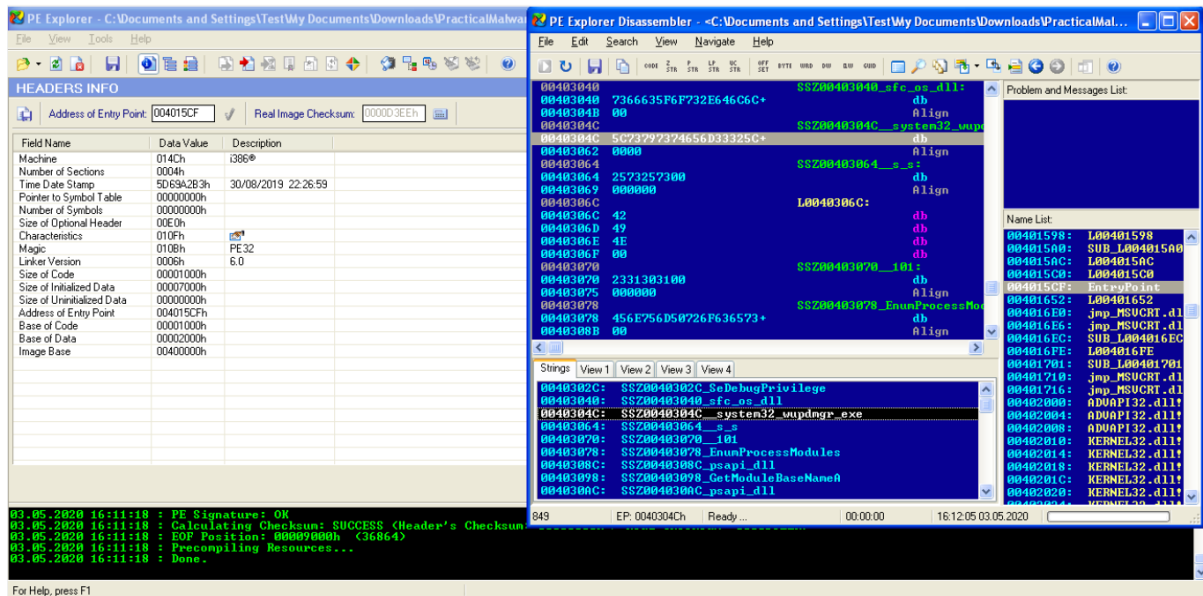 PE Explorer - C:\Documents and Settings\Test\My Documents\Downloads\PracticalMalwa
File View Tools Help
HEADERS INFO
Address of Entry Point: 004015CF Real Image Checksum: 0000D3EEh
Field Name Data Value Description
Machine 014Ch i386®
Number of Sections 0004h
Time Date Stamp 5D69A2B3h 30/08/2019 22:26:59
Pointer to Symbol Table 00000000h
Number of Symbols 00000000h
Size of Optional Header 00E0h
Characteristics 010Fh
Magic 010Bh PE32
Linker Version 0006h 6.0
Size of Code 00001000h
Size of Initialized Data 00007000h
Size of Uninitialized Data 00000000h
Address of Entry Point 004015CFh
Base of Code 00001000h
Base of Data 00002000h
Image Base 00400000h
03.05.2020 16:11:18 : PE Signature: OK
03.05.2020 16:11:18 : Calculating Checksum: SUCCESS (Header's Checksum:
03.05.2020 16:11:18 : EOF Position: 00009000h (36864)
03.05.2020 16:11:18 : Precompiling Resources...
03.05.2020 16:11:18 : Done.
For Help, press F1
PE Explorer Disassembler - <C:\Documents and Settings\Test\My Documents\Downloads\PracticalMal...
File Edit Search View Navigate Help
00403040 SSZ00403040_sfc_os_dll:
00403040 7366635F6F732E646C6C+ db
0040304B 00 Align
0040304C SSZ0040304C__system32_wupd
0040304C 5C73797374656D33325C+ db
00403062 0000 Align
00403064 SSZ00403064__s_s:
00403064 2573257300 db
00403069 000000 Align
0040306C L0040306C:
0040306C 42 db
0040306D 49 db
0040306E 4E db
0040306F 00 db
00403070 SSZ00403070__101:
00403070 2331303100 db
00403075 000000 Align
00403078 SSZ00403078_EnumProcessMod
00403078 456E756D50726F636573+ db
0040308B 00 Align
Strings View 1 View 2 View 3 View 4
0040302C: SSZ0040302C_SeDebugPrivilege
00403040: SSZ00403040_sfc_os_dll
0040304C: SSZ0040304C__system32_wupdmgr_exe
00403064: SSZ00403064__s_s
00403070: SSZ00403070__101
00403078: SSZ00403078_EnumProcessModules
0040308C: SSZ0040308C_psapi_dll
00403098: SSZ00403098_GetModuleBaseNameA
004030AC: SSZ004030AC_psapi_dll
Problem and Messages List:
Name List:
00401598: L00401598
004015A0: SUB_L004015A0
004015AC: L004015AC
004015C0: L004015C0
004015CF: EntryPoint
00401652: L00401652
004016E0: jmp_MSVCRT.dl
004016E6: jmp_MSVCRT.dl
004016EC: SUB_L004016EC
004016FE: L004016FE
00401701: SUB_L00401701
00401710: jmp_MSVCRT.dl
00401716: jmp_MSVCRT.dl
00402000: ADVAPI32.dll!
00402004: ADVAPI32.dll!
00402008: ADVAPI32.dll!
00402010: KERNEL32.dll!
00402014: KERNEL32.dll!
00402018: KERNEL32.dll!
0040201C: KERNEL32.dll!
00402020: KERNEL32.dll!
849 EP: 0040304Ch Ready ... 00:00:00 16:12:05 03.05.2020